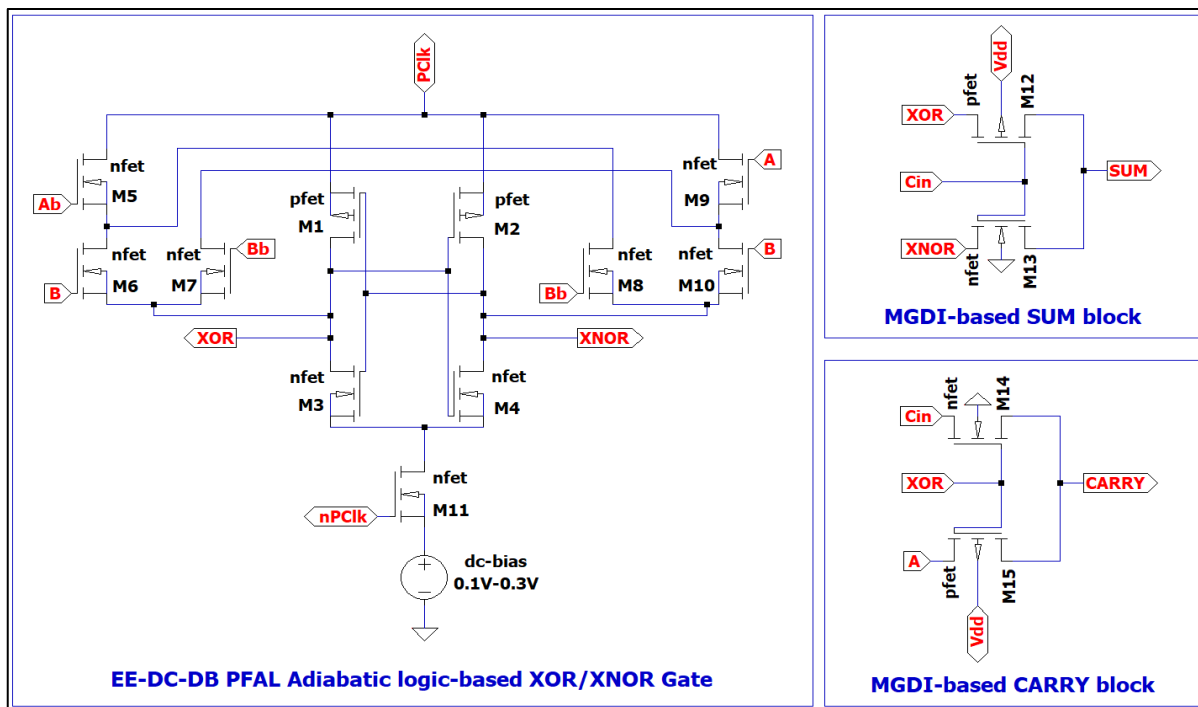 PClk
nfet
M5
Ab
nfet
M6
B
nfet
M7
Bb
pfet
M1
pfet
M2
nfet
M9
A
nfet
M8
Bb
nfet
M10
B
XOR
XNOR
nfet
M3
nfet
M4
nfet
M11
nPClk
dc-bias
0.1V-0.3V
EE-DC-DB PFAL Adiabatic logic-based XOR/XNOR Gate
Vdd
pfet
M12
XOR
Cin
SUM
XNOR
nfet
M13
MGDI-based SUM block
nfet
M14
Cin
XOR
CARRY
A
pfet
M15
Vdd
MGDI-based CARRY block